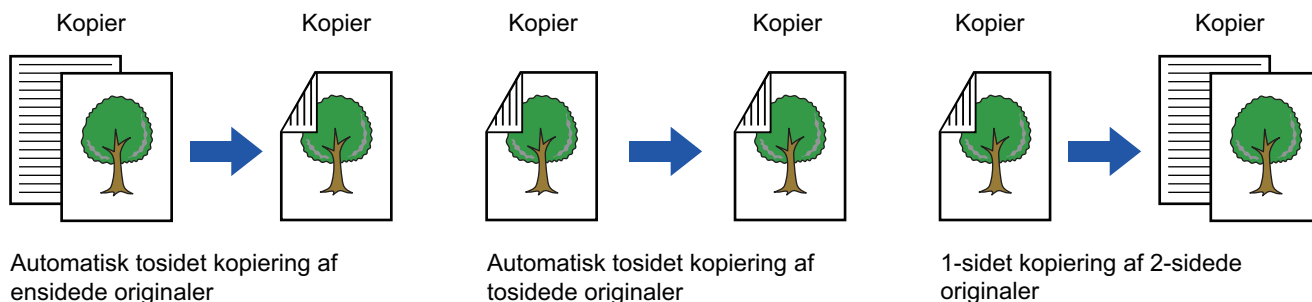 Kopier
Kopier
Kopier
Kopier
Kopier
Kopier
Automatisk tosidet kopiering af
ensidede originaler
Automatisk tosidet kopiering af
tosidede originaler
1-sidet kopiering af 2-sidede
originaler